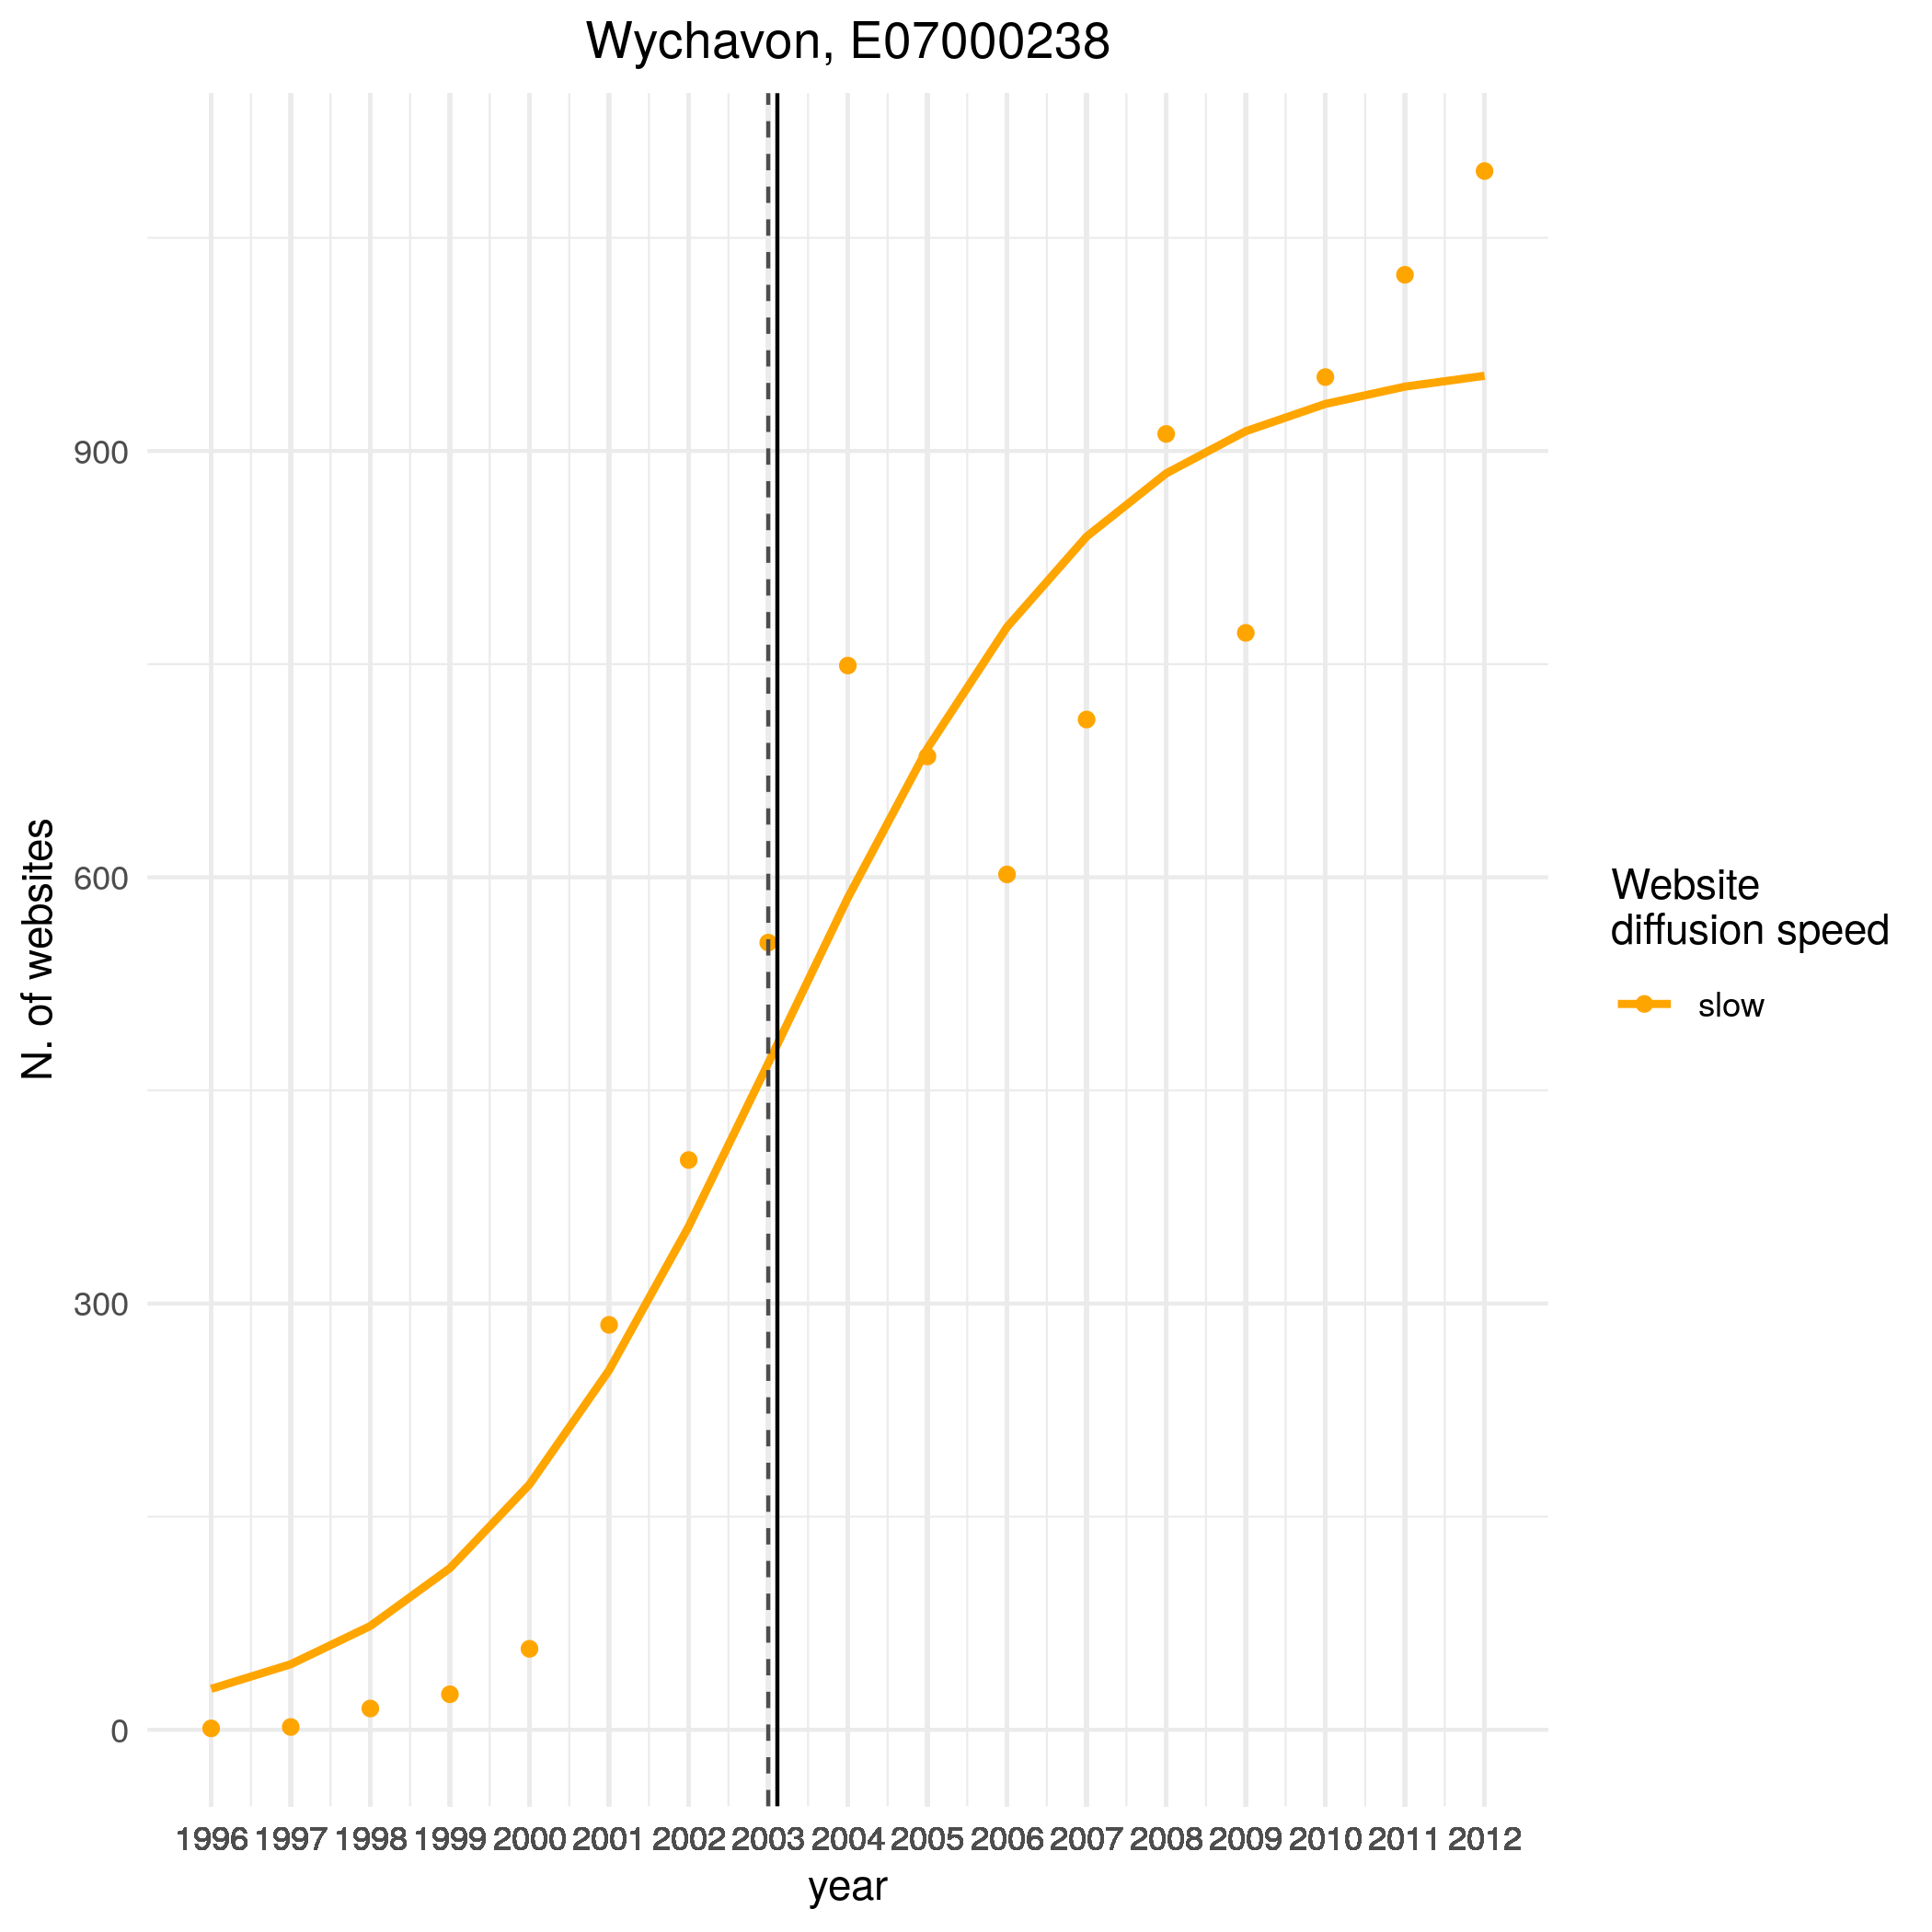 Wychavon, E07000238
N. of websites
900
600
300
0
1996 1997 1998 1999 2000 2001 2002 2003 2004 2005 2006 2007 2008 2009 2010 2011 2012
year
Website
diffusion speed
slow